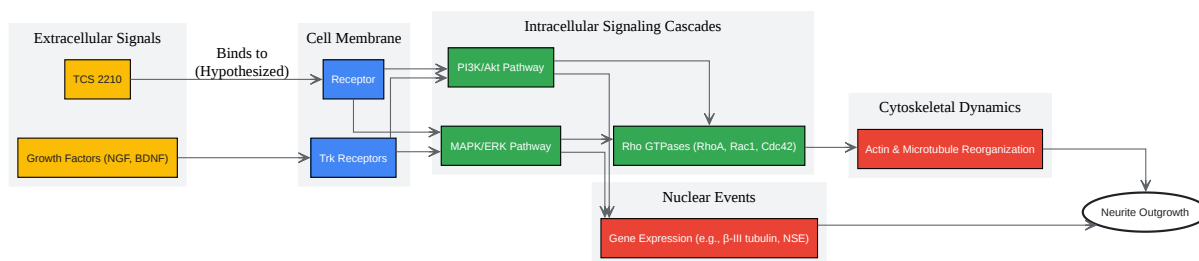 Extracellular Signals
TCS 2210
Growth Factors (NGF, BDNF)
Binds to
(Hypothesized)
Cell Membrane
Receptor
Trk Receptors
Intracellular Signaling Cascades
PI3K/Akt Pathway
MAPK/ERK Pathway
Rho GTPases (RhoA, Rac1, Cdc42)
Nuclear Events
Gene Expression (e.g., β-III tubulin, NSE)
Cytoskeletal Dynamics
Actin & Microtubule Reorganization
Neurite Outgrowth